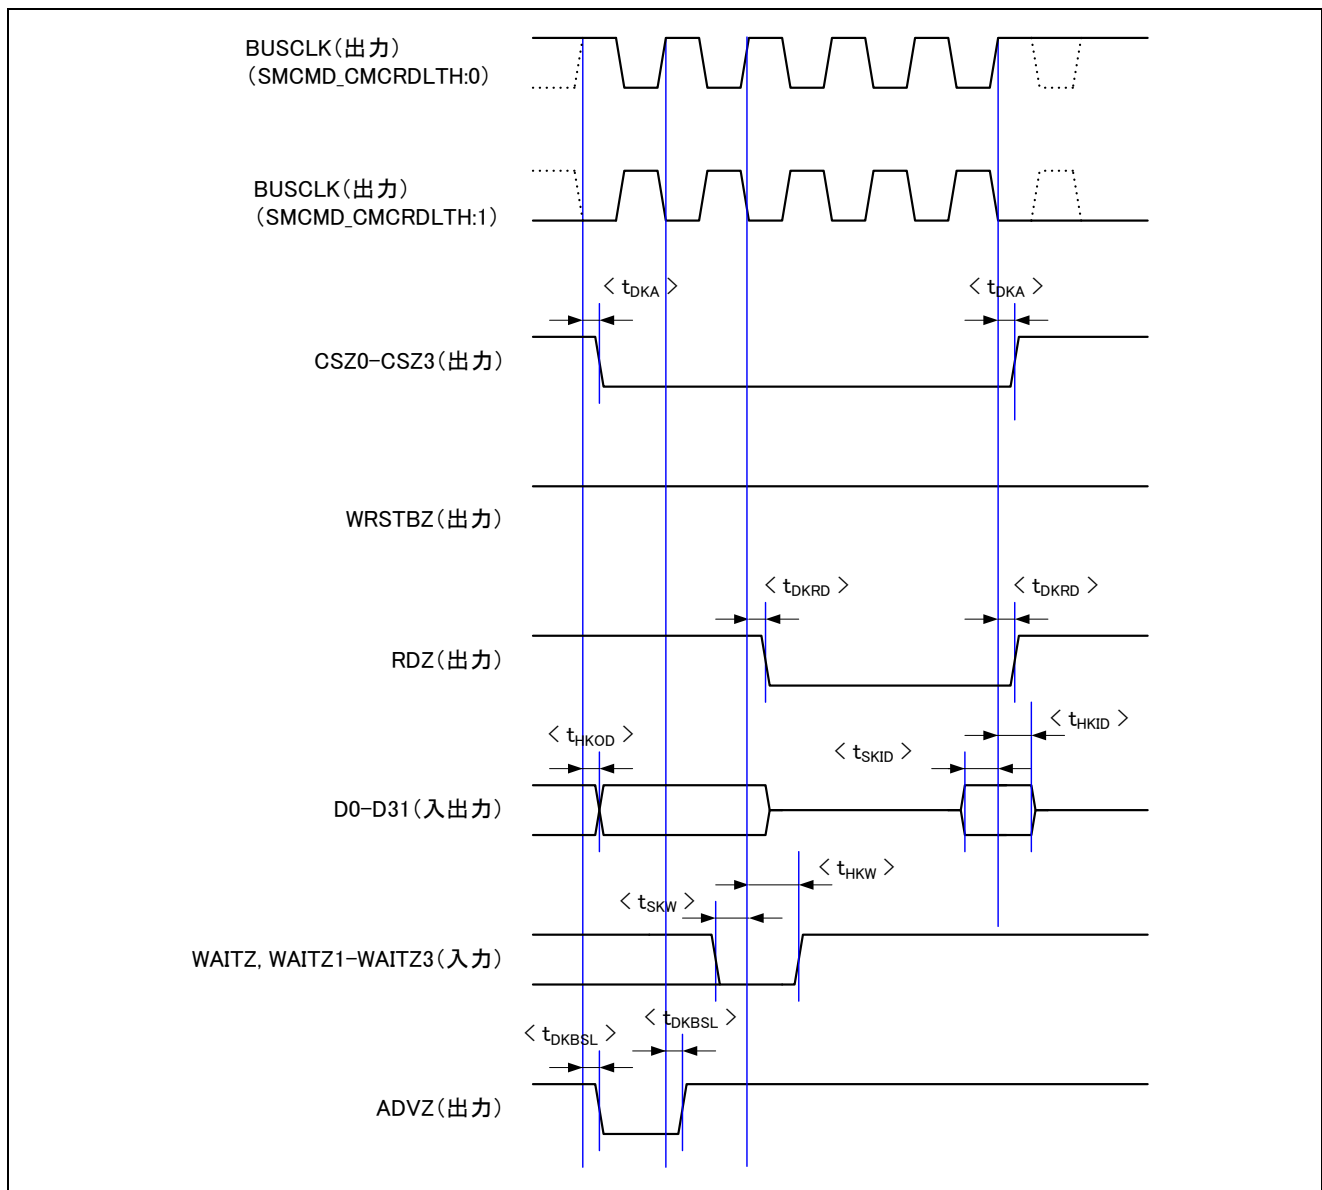 BUSCLK(出力)
(SMCMD_CMCRDLTH:0)
BUSCLK(出力)
(SMCMD_CMCRDLTH:1)
< tDKA >
< tDKA >
CSZ0-CSZ3(出力)
WRSTBZ(出力)
< tDKRD >
< tDKRD >
RDZ(出力)
< tHKID >
< tHKOD >
< tSKID >
D0-D31(入出力)
< tHKW >
< tSKW >
WAITZ, WAITZ1-WAITZ3(入力)
< tDKBSL >
< tDKBSL >
ADVZ(出力)